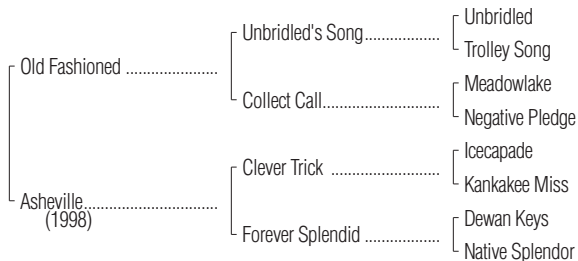 Unbridled
Unbridled's Song
Trolley Song
Old Fashioned
Meadowlake
Collect Call
Negative Pledge
Icecapade
Clever Trick
Kankakee Miss
Asheville
(1998)
Dewan Keys
Forever Splendid
Native Splendor